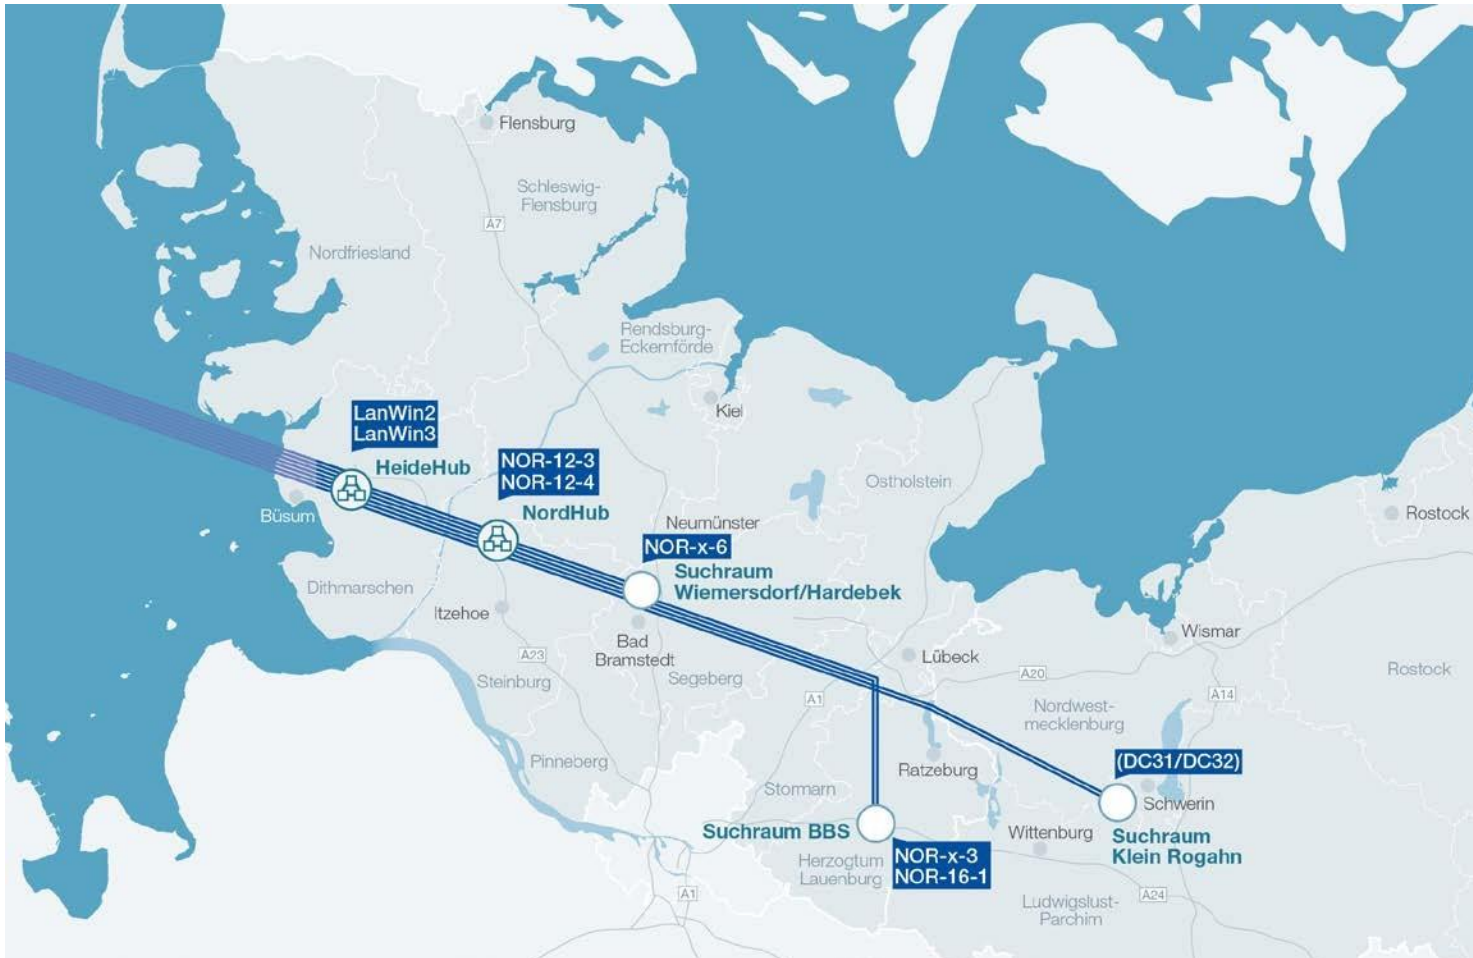 Flensburg
Schleswig-
Flensburg
A7
Nordfriesland
Rendsburg-
Eckernförde
Kiel
LanWin2
LanWin3
HeideHub
NOR-12-3
NOR-12-4
NordHub
Büsum
Ostholstein
Neumünster
NOR-x-6
Suchraum
Wiemersdorf/Hardebek
Rostock
Dithmarschen
Itzehoe
Bad
Bramstedt
Wismar
A23
Steinburg
Segeberg
Lübeck
A20
Rostock
A1
A14
Nordwest-
mecklenburg
Pinneberg
Ratzeburg
(DC31/DC32)
Stormarn
Schwerin
Suchraum BBS
Wittenburg
Suchraum
Klein Rogahn
Herzogtum
Lauenburg
NOR-x-3
NOR-16-1
A1
A24
Ludwigslust-
Parchim